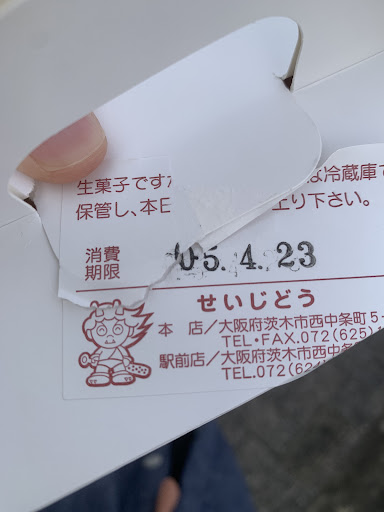 生菓子ですか は冷蔵庫で
保管し、本日 上り下さい。
消費
期限 05.4.23
せいじどう
本 店/大阪府茨木市西中条町5-
TEL・FAX.072(625)
駅前店/大阪府茨木市西中条
TEL.072(62